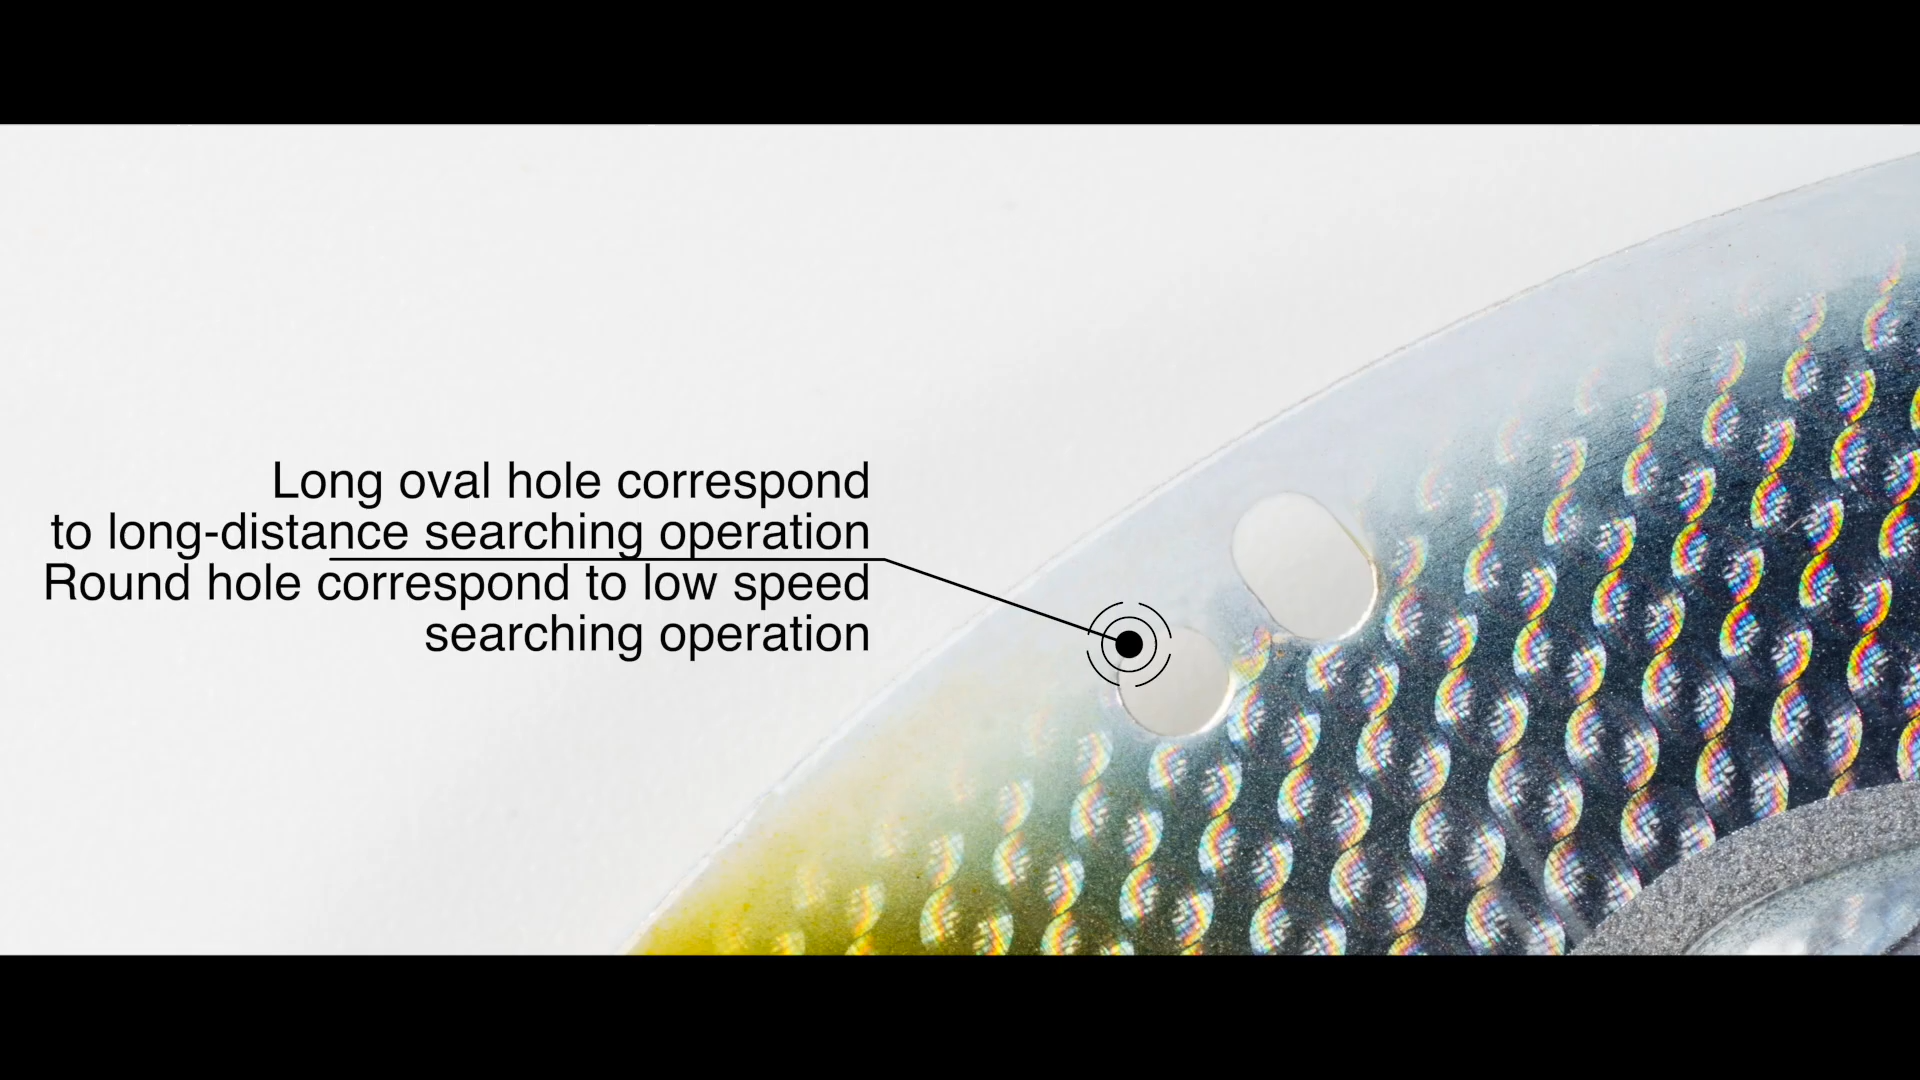 Long oval hole correspond
to long-distance searching operation
Round hole correspond to low speed
searching operation